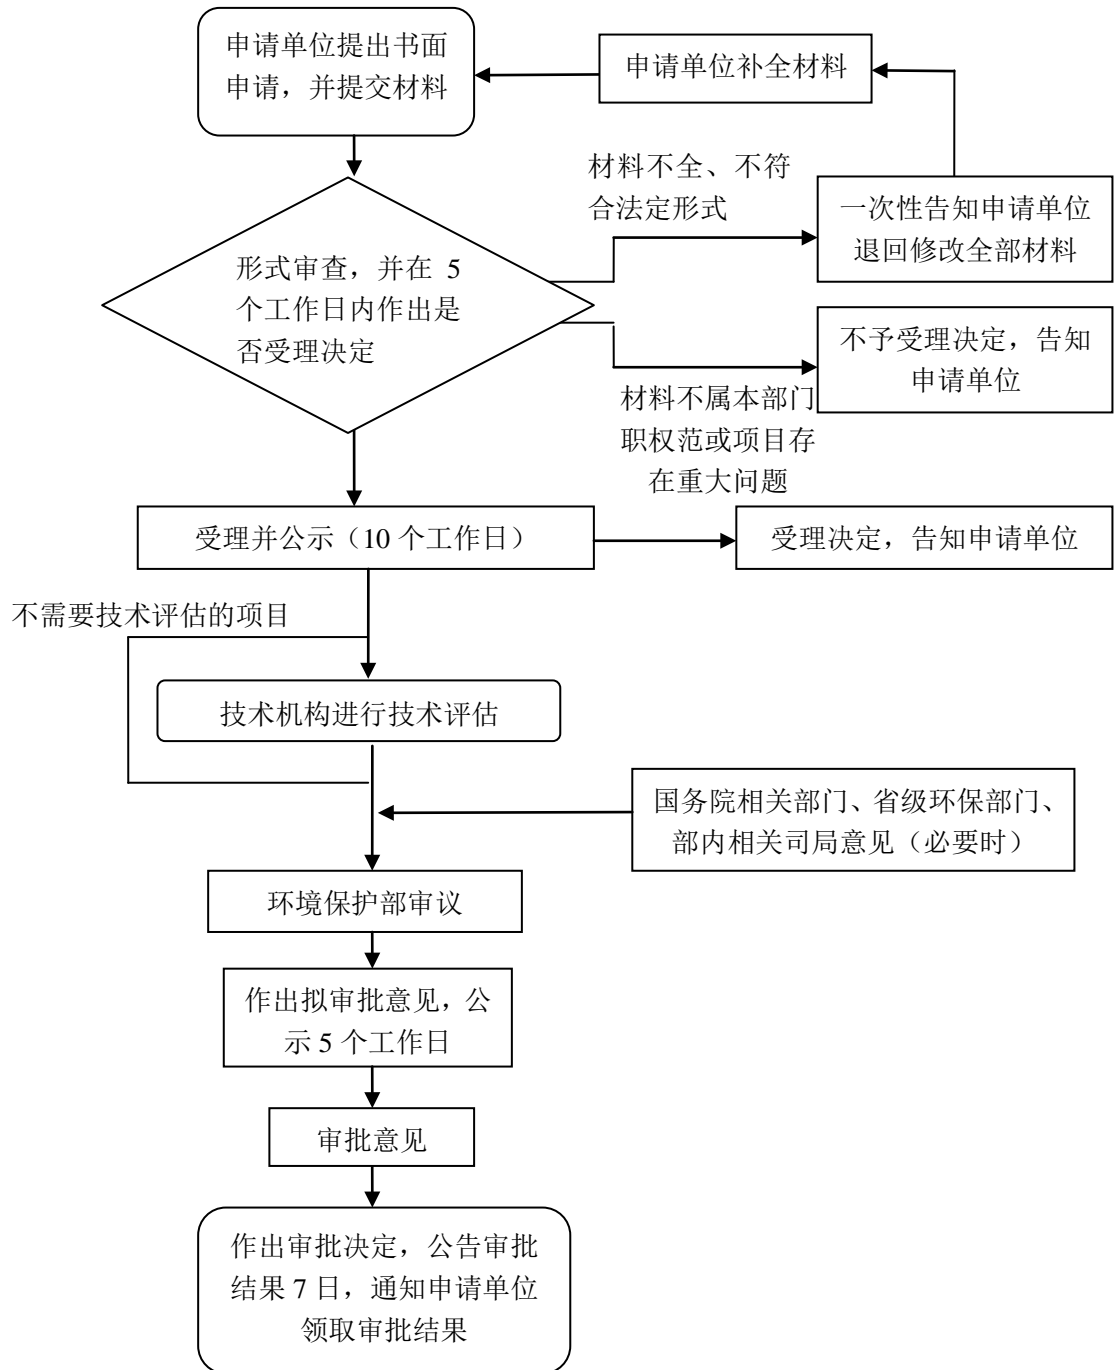 申请单位提出书面
申请，并提交材料
申请单位补全材料
材料不全、不符
合法定形式
一次性告知申请单位
退回修改全部材料
形式审查，并在 5
个工作日内作出是
否受理决定
不予受理决定，告知
申请单位
材料不属本部门
职权范或项目存
在重大问题
受理并公示（10 个工作日）
受理决定，告知申请单位
不需要技术评估的项目
技术机构进行技术评估
国务院相关部门、省级环保部门、
部内相关司局意见（必要时）
环境保护部审议
作出拟审批意见，公
示 5 个工作日
审批意见
作出审批决定，公告审批
结果 7 日，通知申请单位
领取审批结果